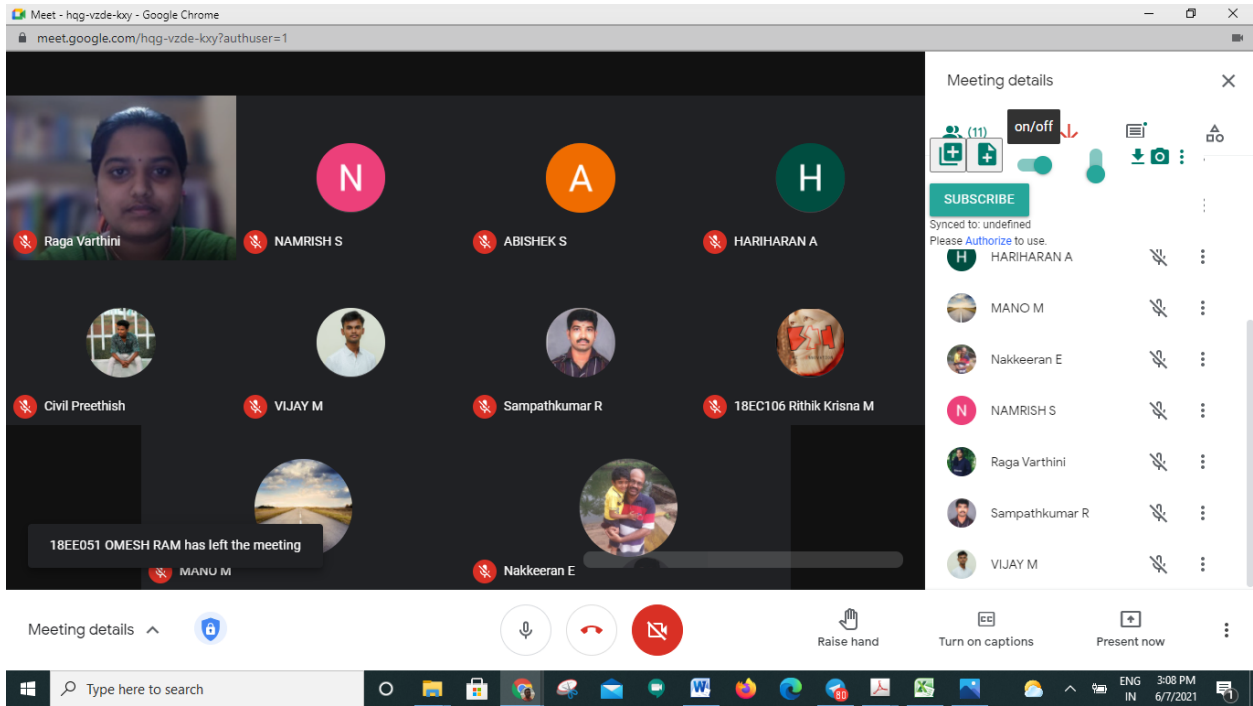 Meet - hqg-vzde-kxy - Google Chrome
meet.google.com/hqg-vzde-kxy?authuser=1
Meeting details
(11)
on/off
SUBSCRIBE
Synced to: undefined
Please Authorize to use.
N
A
H
Raga Varthini
NAMRISH S
ABISHEK S
HARIHARAN A
Civil Preethish
VIJAY M
Sampathkumar R
18EC106 Rithik Krisna M
18EE051 OMESH RAM has left the meeting
MANO M
Nakkeeran E
H HARIHARAN A
MANO M
Nakkeeran E
N NAMRISH S
Raga Varthini
Sampathkumar R
VIJAY M
Meeting details
Raise hand
CC
Turn on captions
Present now
Type here to search
W
80
ENG
IN
3:08 PM
6/7/2021
1